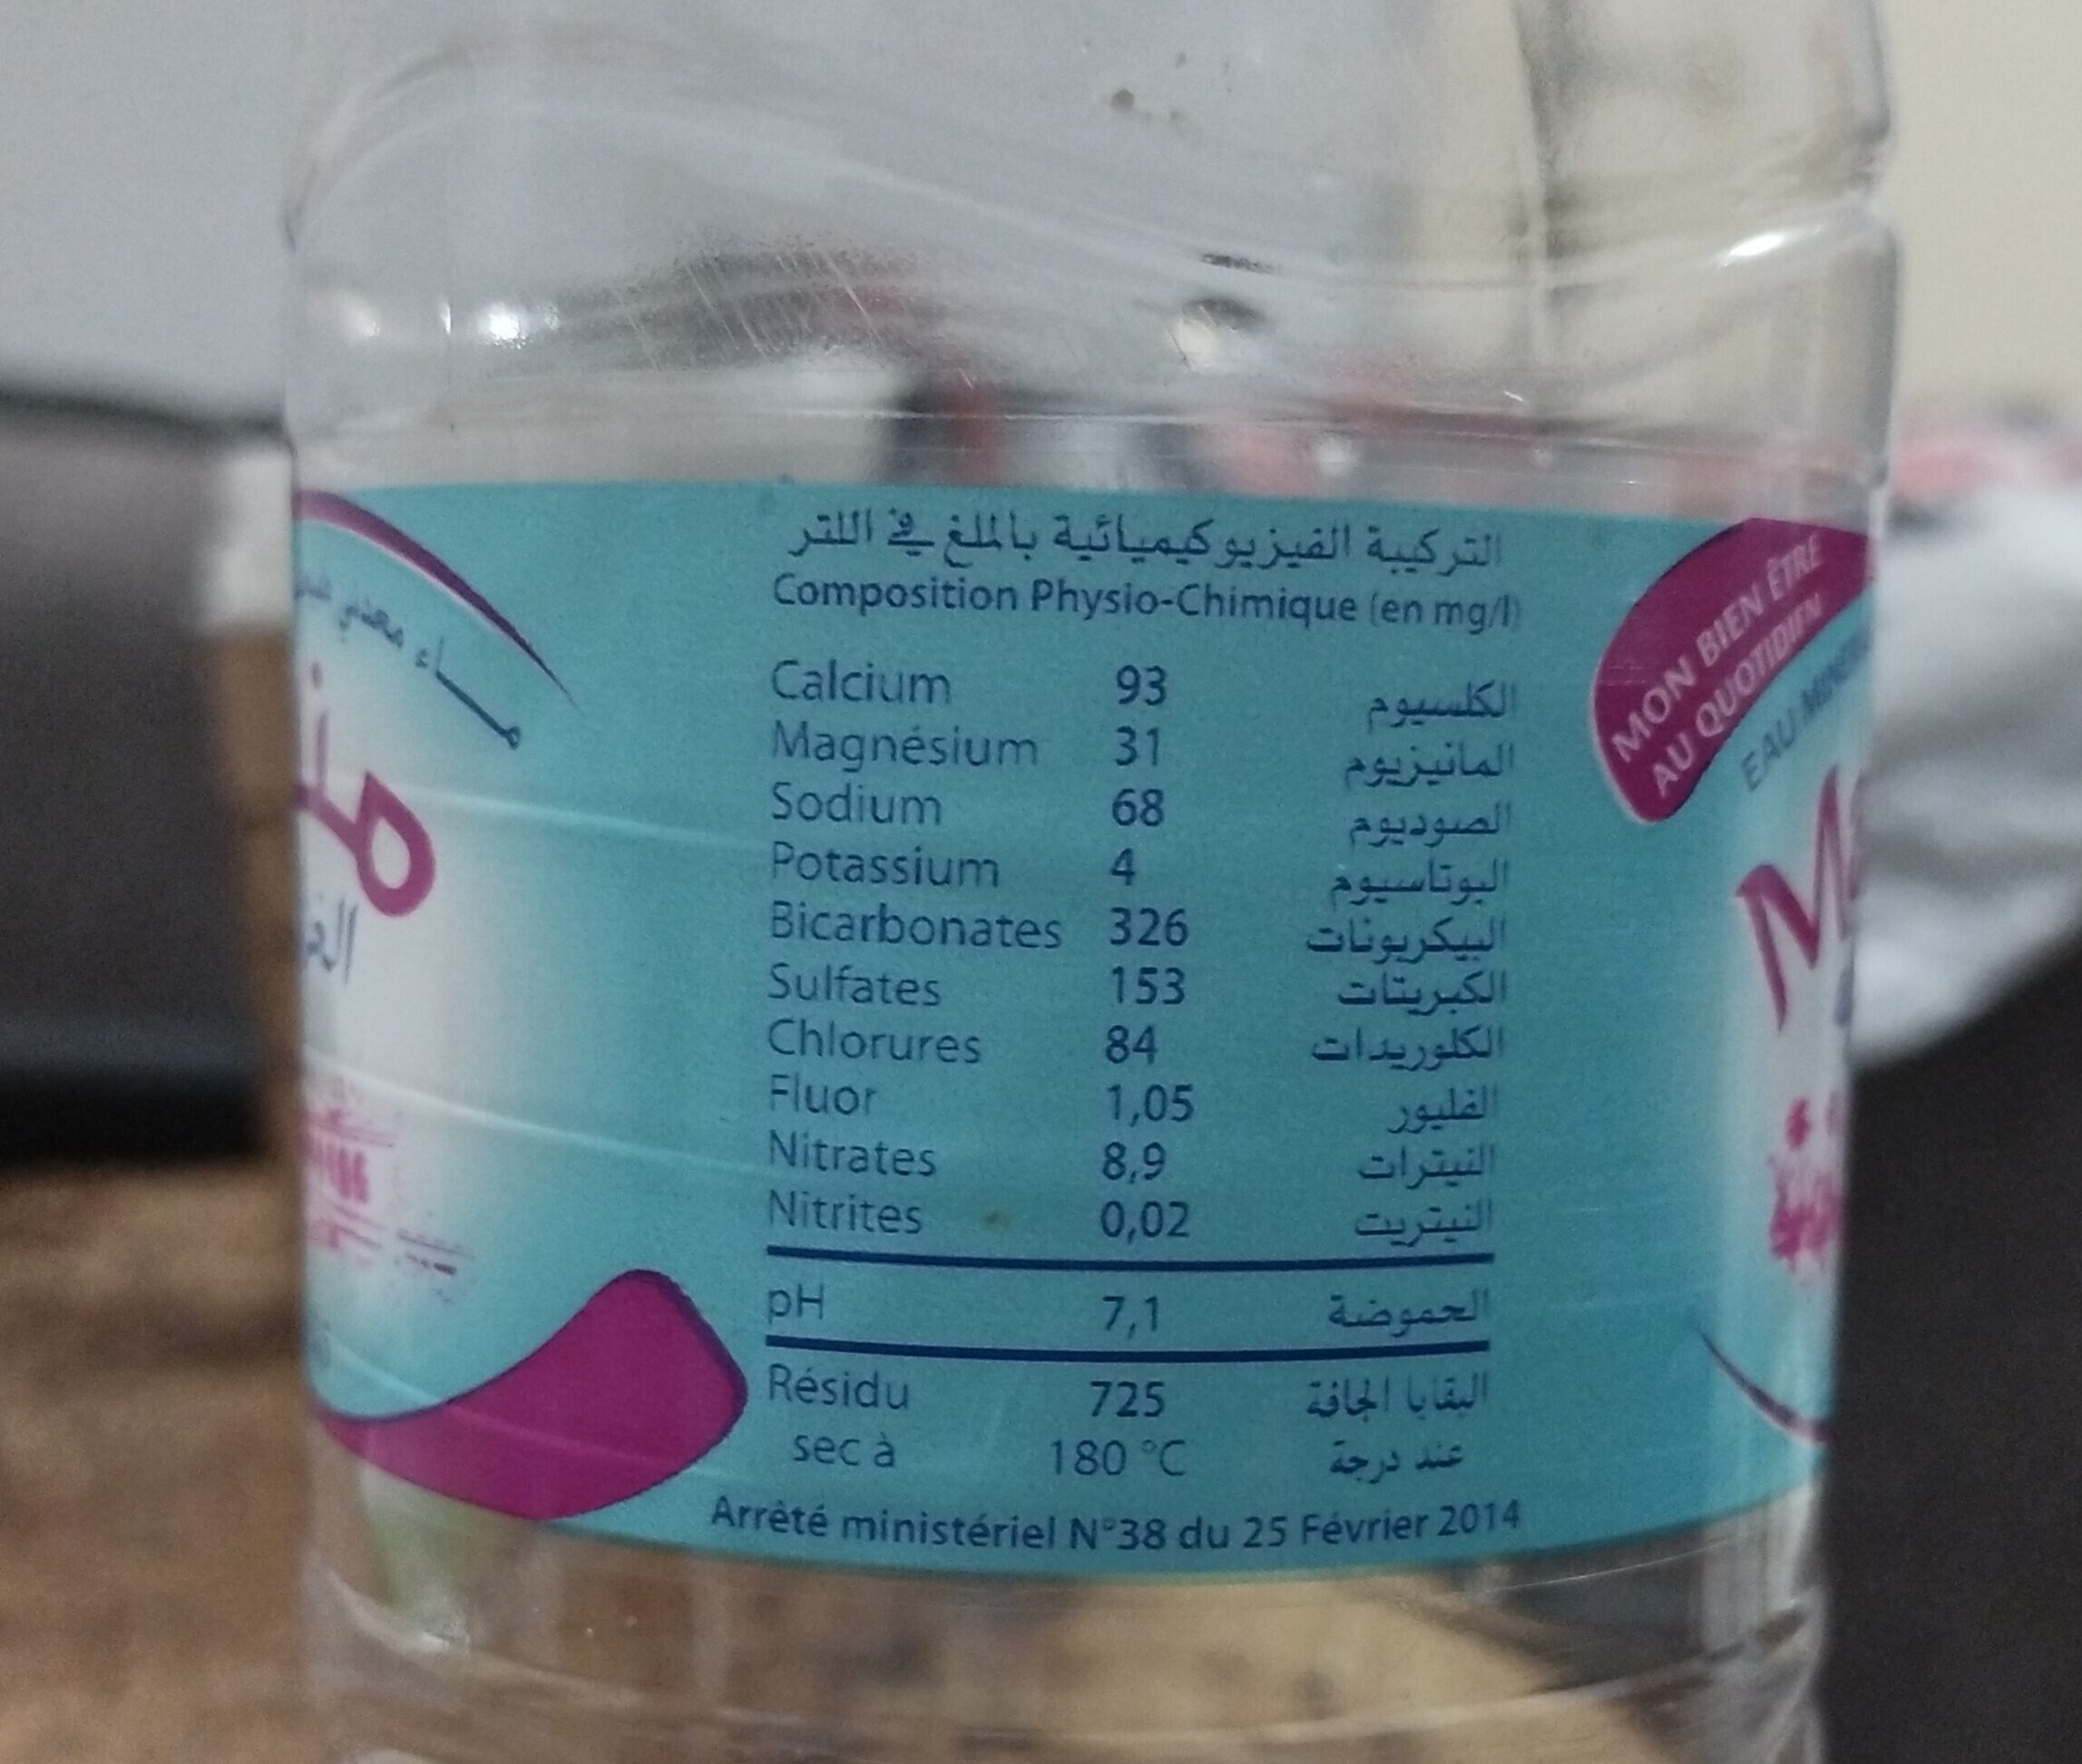 التركيبة الفيزيوكيميائية بالملغ في اللتر
Composition Physio-Chimique (en mg/l)
Calcium 93 الكلسيوم
Magnésium 31 المانيزيوم
Sodium 68 الصوديوم
Potassium 4 البوتاسيوم
Bicarbonates 326 البيكربونات
Sulfates 153 الكبريتات
Chlorures 84 الكلوريدات
Fluor 1,05 الفليور
Nitrates 8,9 النيترات
Nitrites 0,02 النيتريت
pH 7,1 الحموضة
Résidu 725 البقايا الجافة
sec à 180 °C عند درجة
Arrêté ministériel N°38 du 25 Février 2014
ماء معدني
MON BIEN ÊTRE
AU QUOTIDIEN
EAU